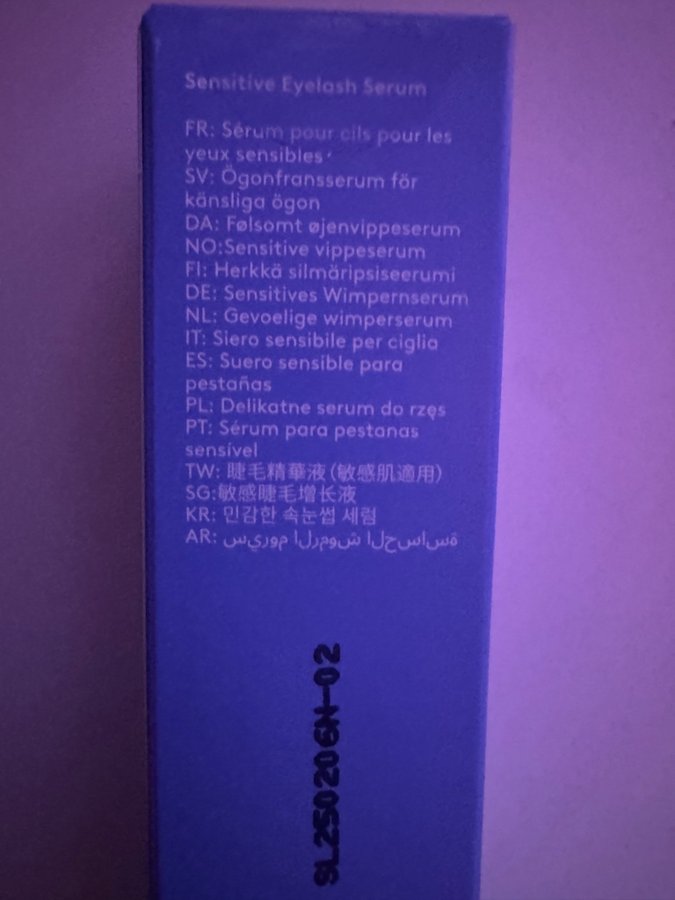 Sensitive Eyelash Serum
FR: Sérum pour cils pour les
yeux sensibles
SV: Ögonfransserum för
känsliga ögon
DA: Følsomt øjenvippeserum
NO:Sensitive vippeserum
FI: Herkkä silmäripsiseerumi
DE: Sensitives Wimpernserum
NL: Gevoelige wimperserum
IT: Siero sensibile per ciglia
ES: Suero sensible para
pestañas
PL: Delikatne serum do rzęs
PT: Sérum para pestanas
sensível
TW: 睫毛精華液 (敏感肌適用)
SG:敏感睫毛增长液
KR: 민감한 속눈썹 세럼
AR: سيروم الرموش الحساسة
SL250206N-02